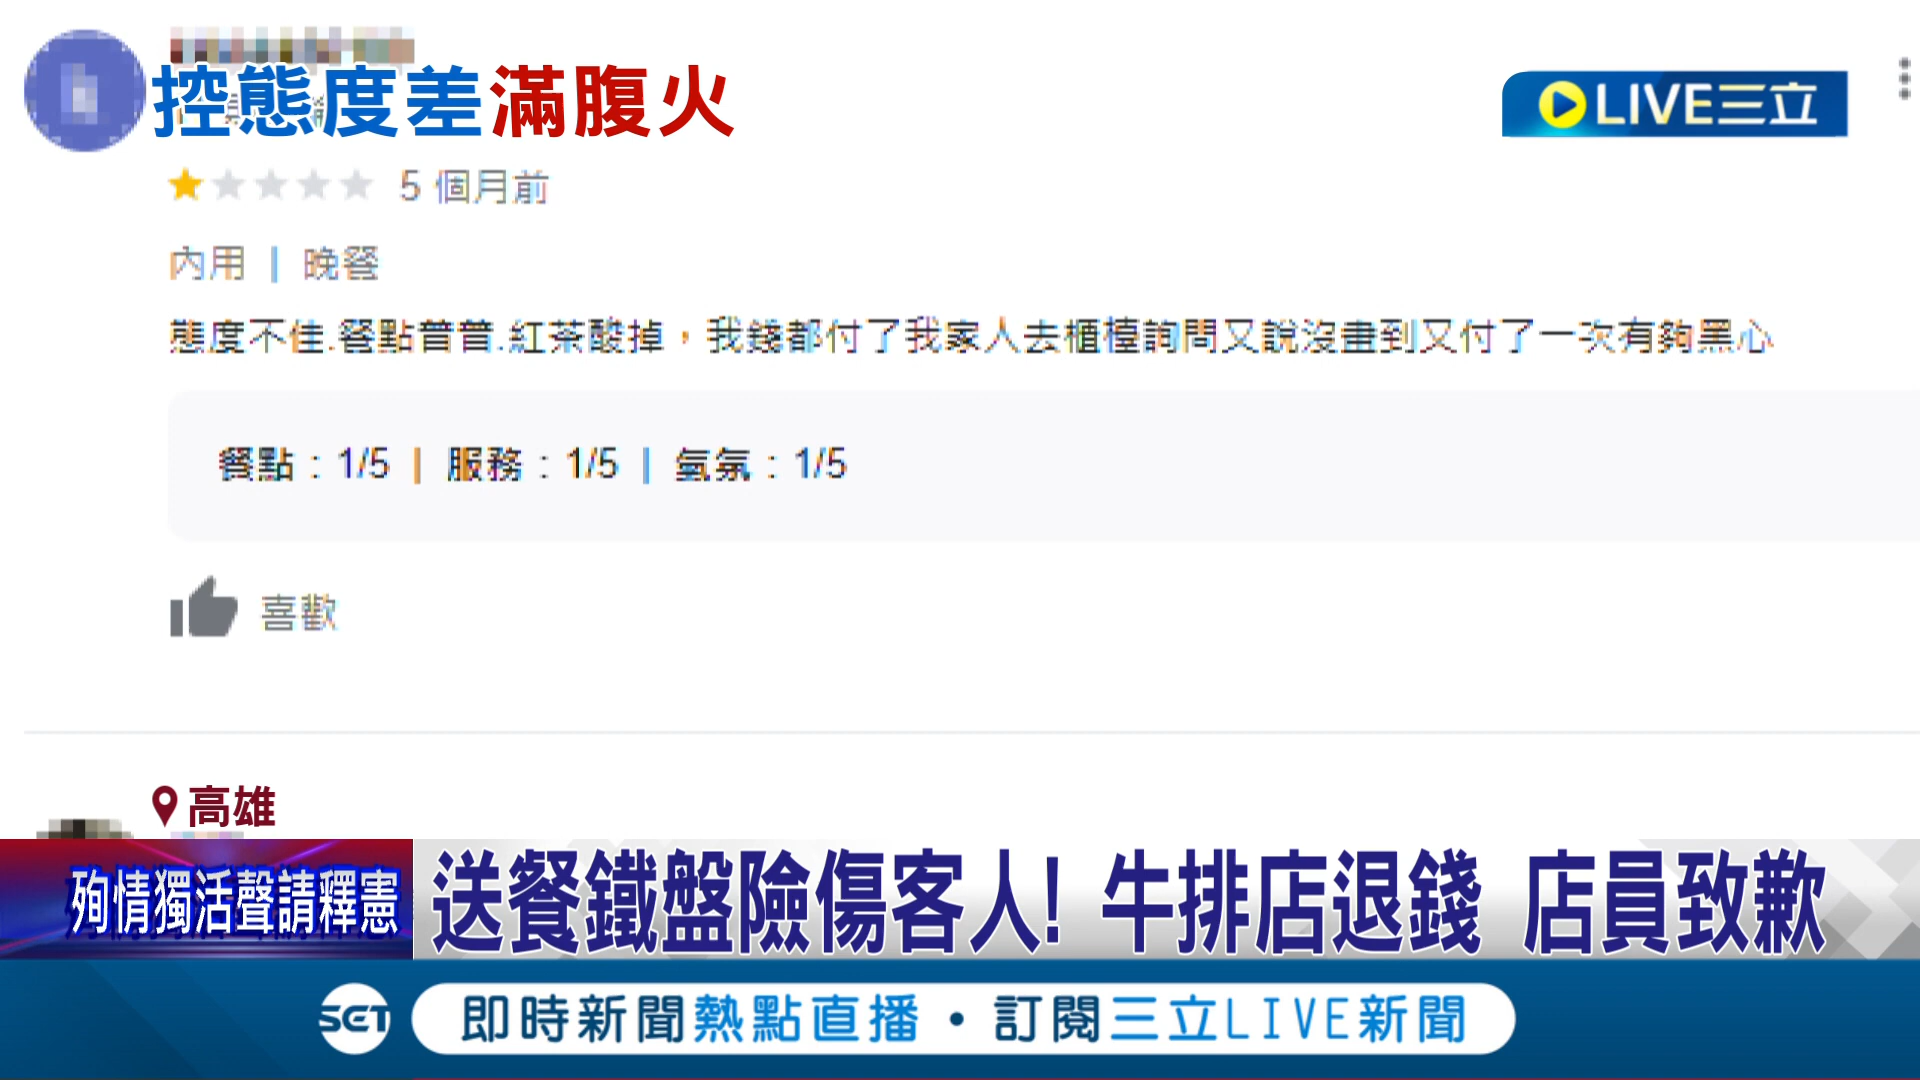 控態度差滿腹火
LIVE三立
5 個月前
內用 | 晚餐
態度不佳.餐點普普.紅茶酸掉，我錢都付了我家人去櫃檯詢問又說沒畫到又付了一次有夠黑心
餐點：1/5 | 服務：1/5 | 氣氛：1/5
喜歡
高雄
殉情獨活聲請釋憲
送餐鐵盤險傷客人! 牛排店退錢 店員致歉
SET 即時新聞熱點直播・訂閱三立LIVE新聞